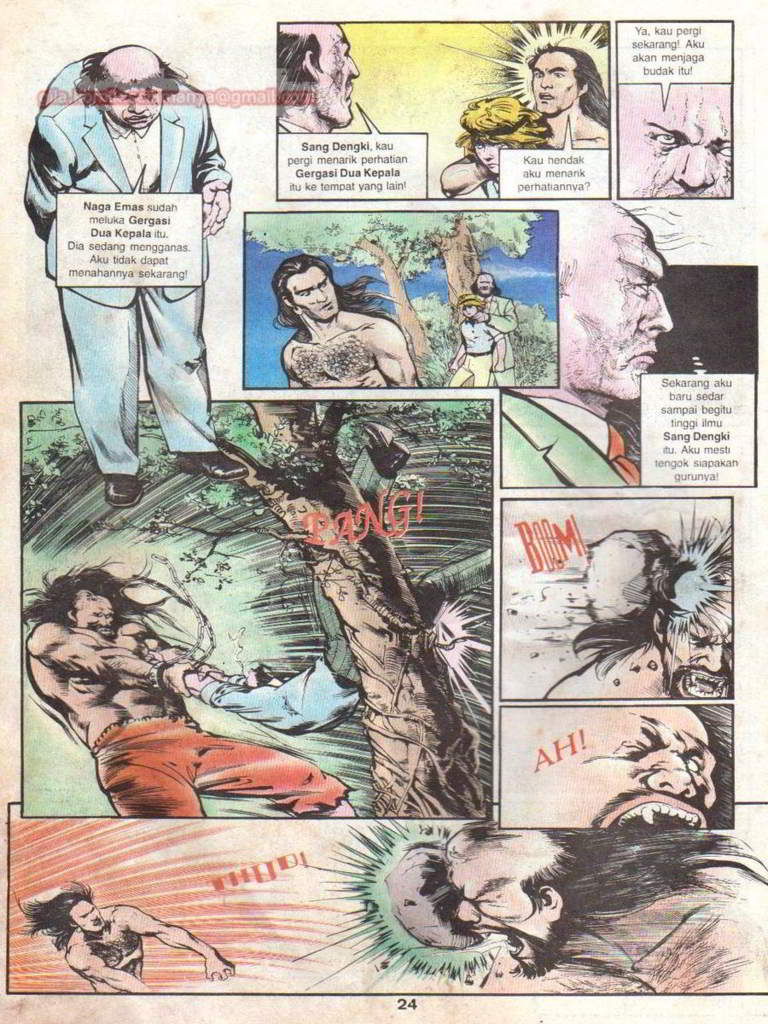 Naga Emas sudah
meluka Gergasi
Dua Kepala itu.
Dia sedang mengganas.
Aku tidak dapat
menahannya sekarang!
Sang Dengki, kau
pergi menarik perhatian
Gergasi Dua Kepala
itu ke tempat yang lain!
Kau hendak
aku menarik
perhatiannya?
Ya, kau pergi
sekarang! Aku
akan menjaga
budak itu!
Sekarang aku
baru sedar
sampai begitu
tinggi ilmu
Sang Dengki
itu. Aku mesti
tengok siapakah
gurunya!
PANG!
BOOM!
AH!
24